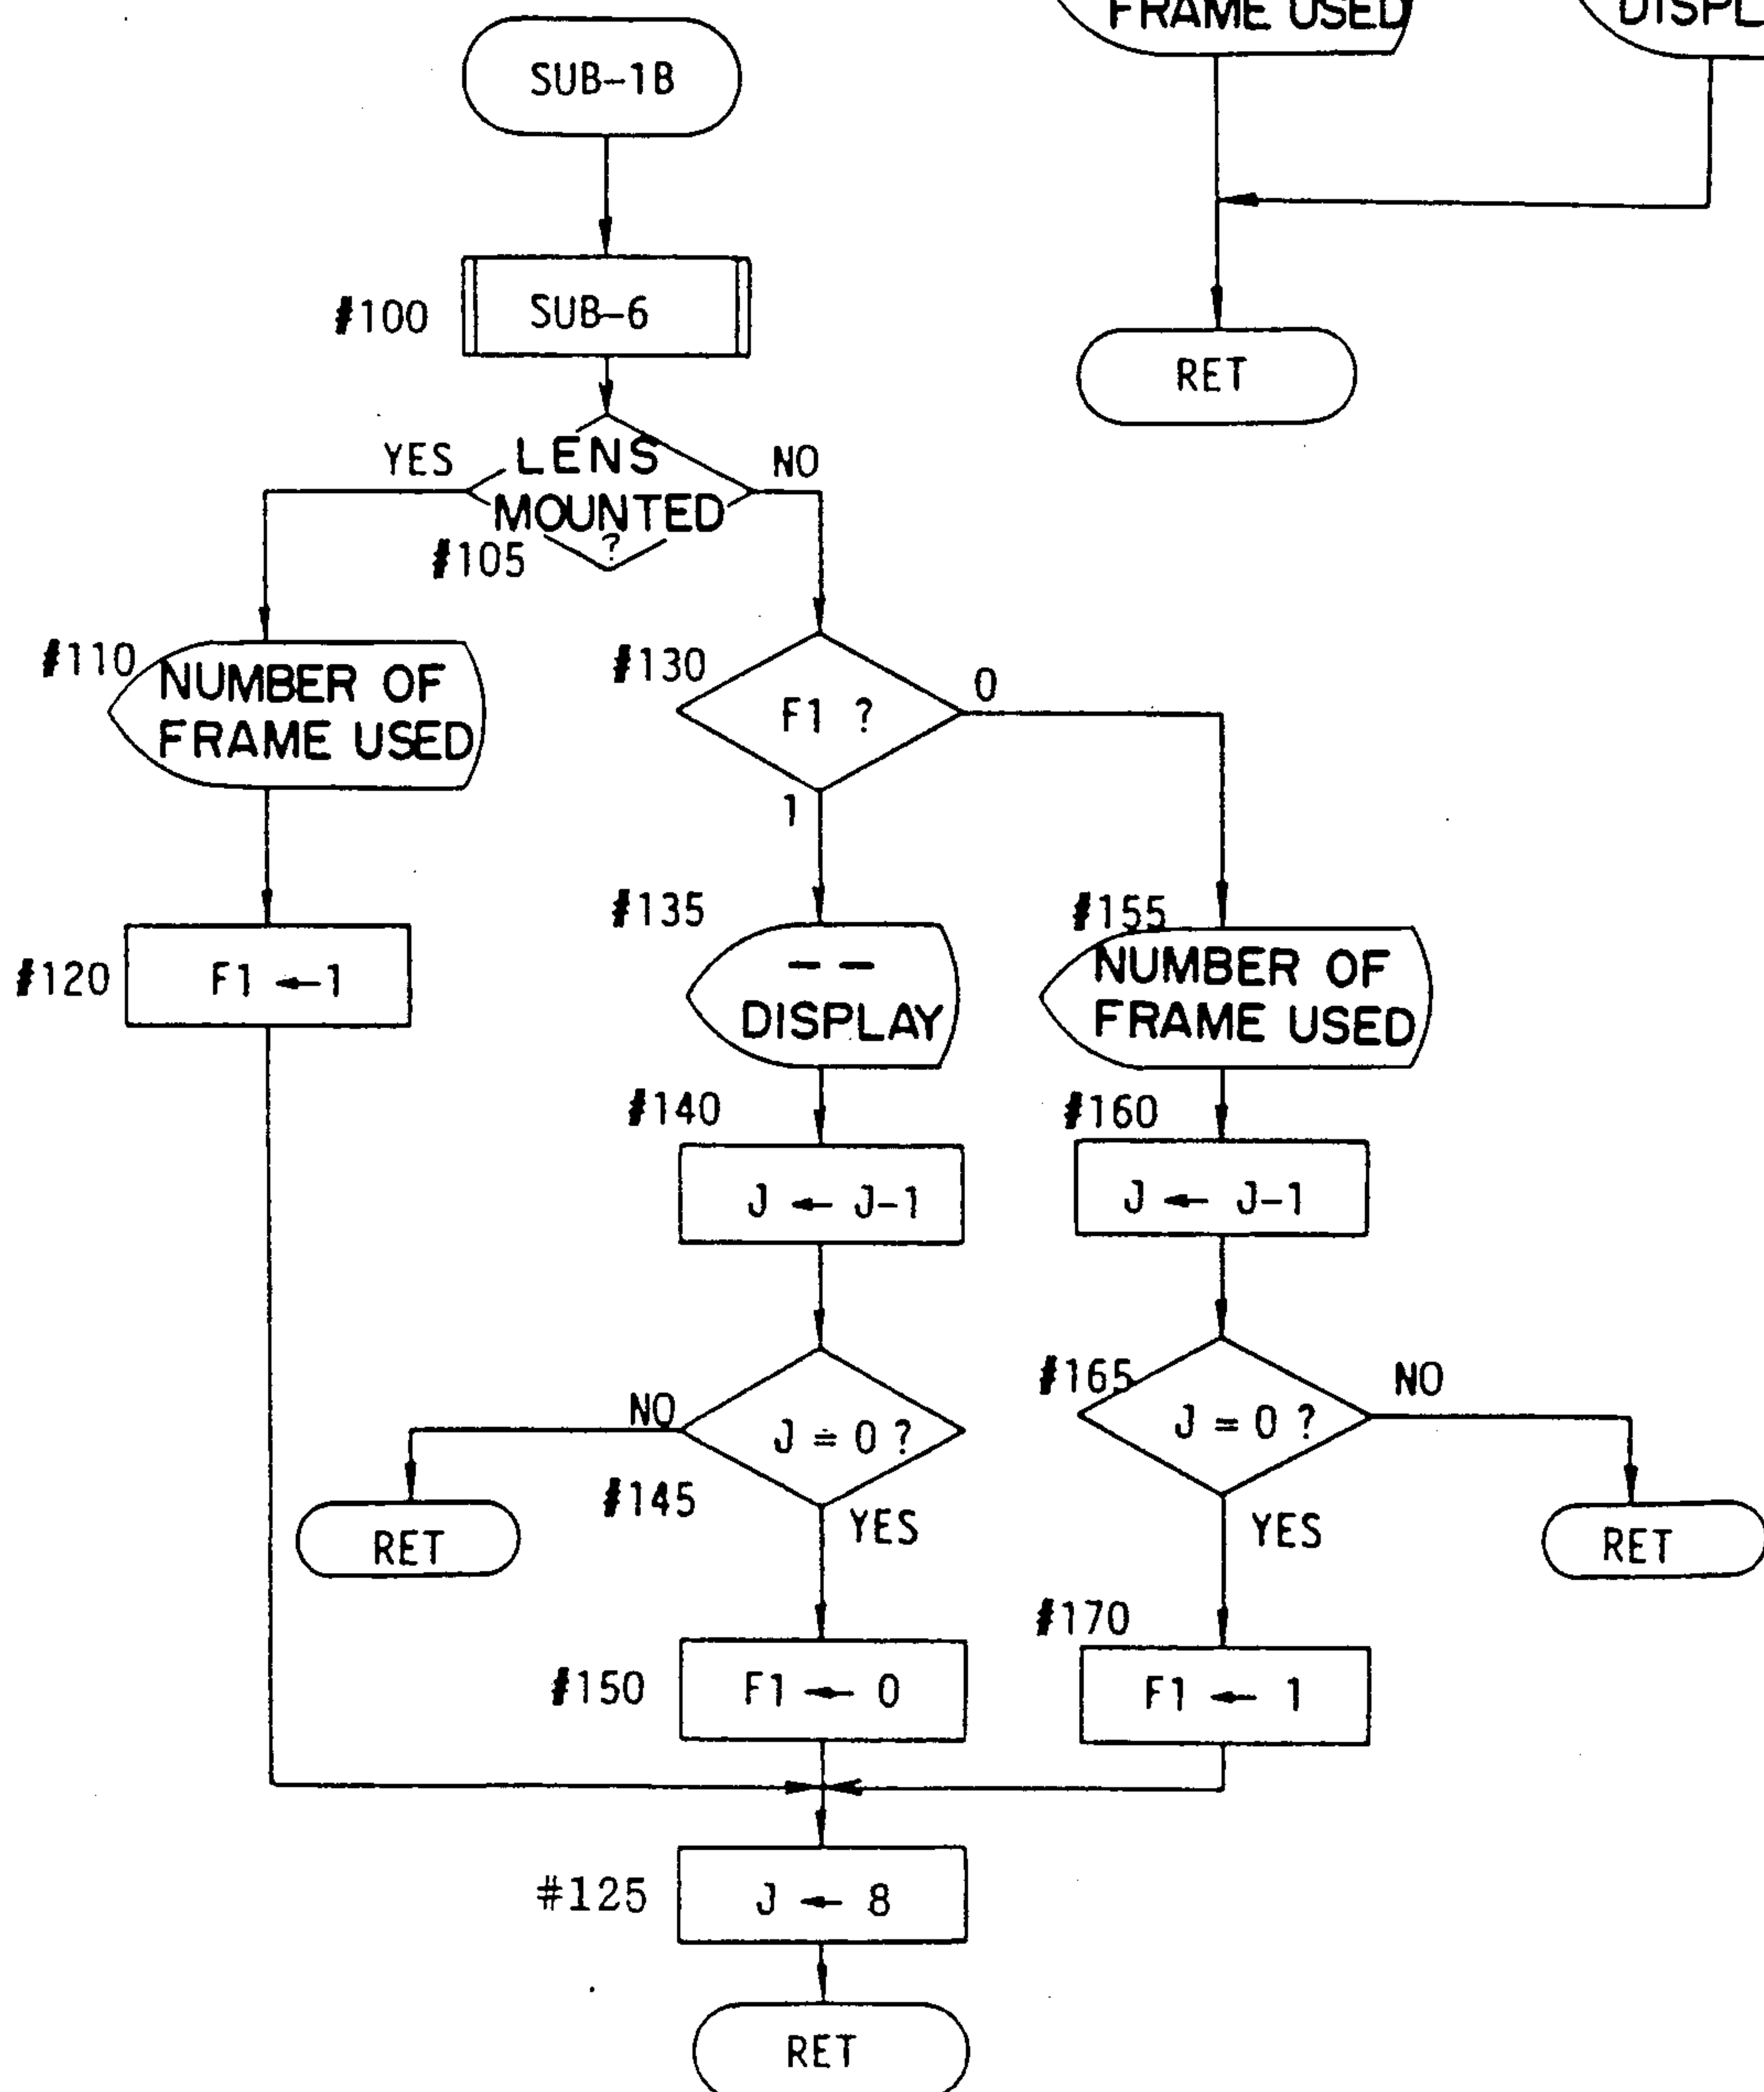 FRAME USED
DISPL
RET
SUB-1B
#100
SUB-6
YES
LENS
MOUNTED
?
NO
#105
#110
NUMBER OF
FRAME USED
#120
F1 ←1
#130
F1 ?
0
1
#135
– –
DISPLAY
#140
J ← J-1
NO
J = 0 ?
#145
YES
RET
#150
F1 ← 0
#155
NUMBER OF
FRAME USED
#160
J ← J-1
#165
J = 0 ?
NO
YES
RET
#170
F1 ← 1
#125
J ← 8
RET